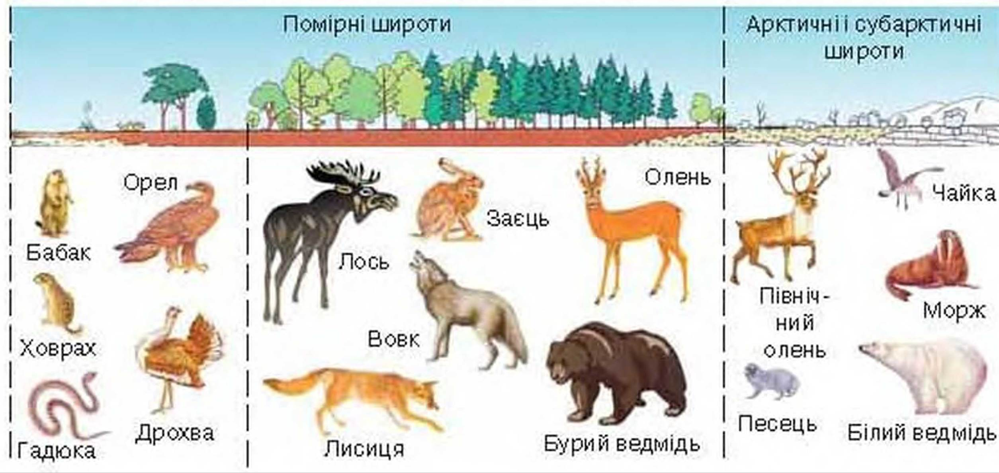 Помірні широти
Арктичні і субарктичні
широти
Орел
Бабак
Ховрах
Гадюка
Дрохва
Олень
Заєць
Лось
Вовк
Лисиця
Бурий ведмідь
Чайка
Морж
Північ-
ний
олень
Песець
Білий ведмідь